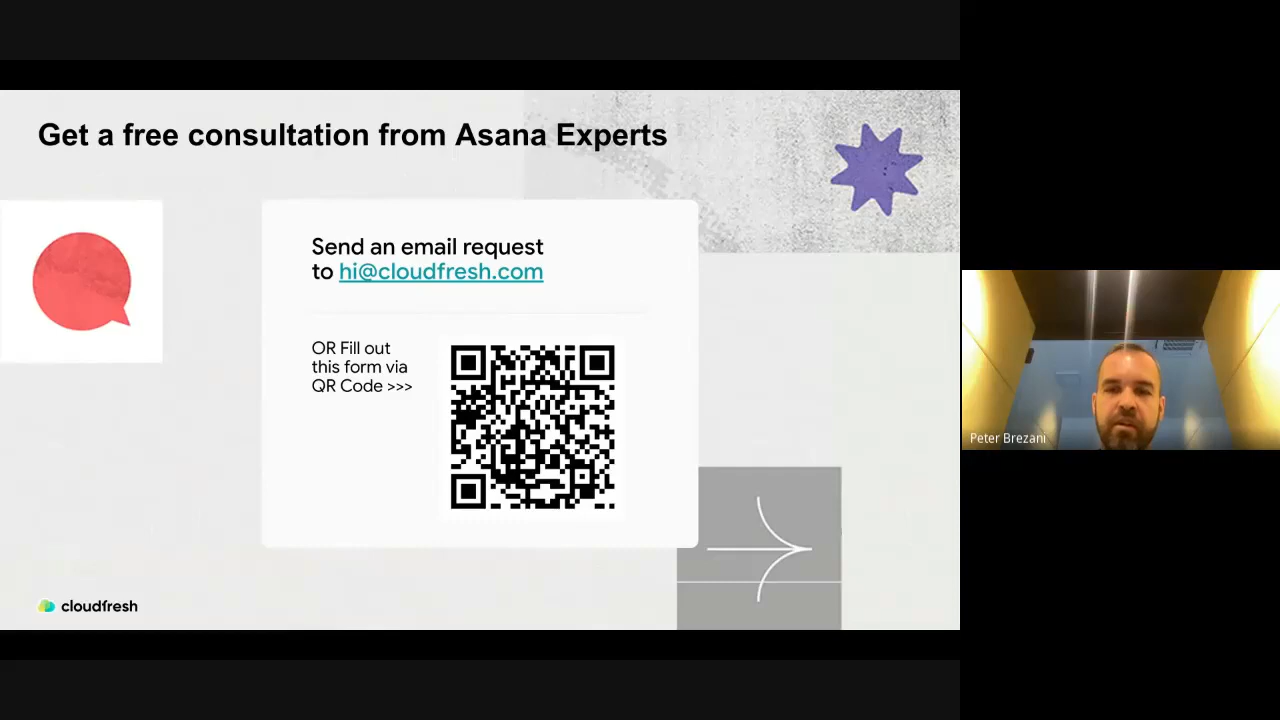 Get a free consultation from Asana Experts
Send an email request
to hi@cloudfresh.com
OR Fill out
this form via
QR Code >>>
cloudfresh
Peter Brezani